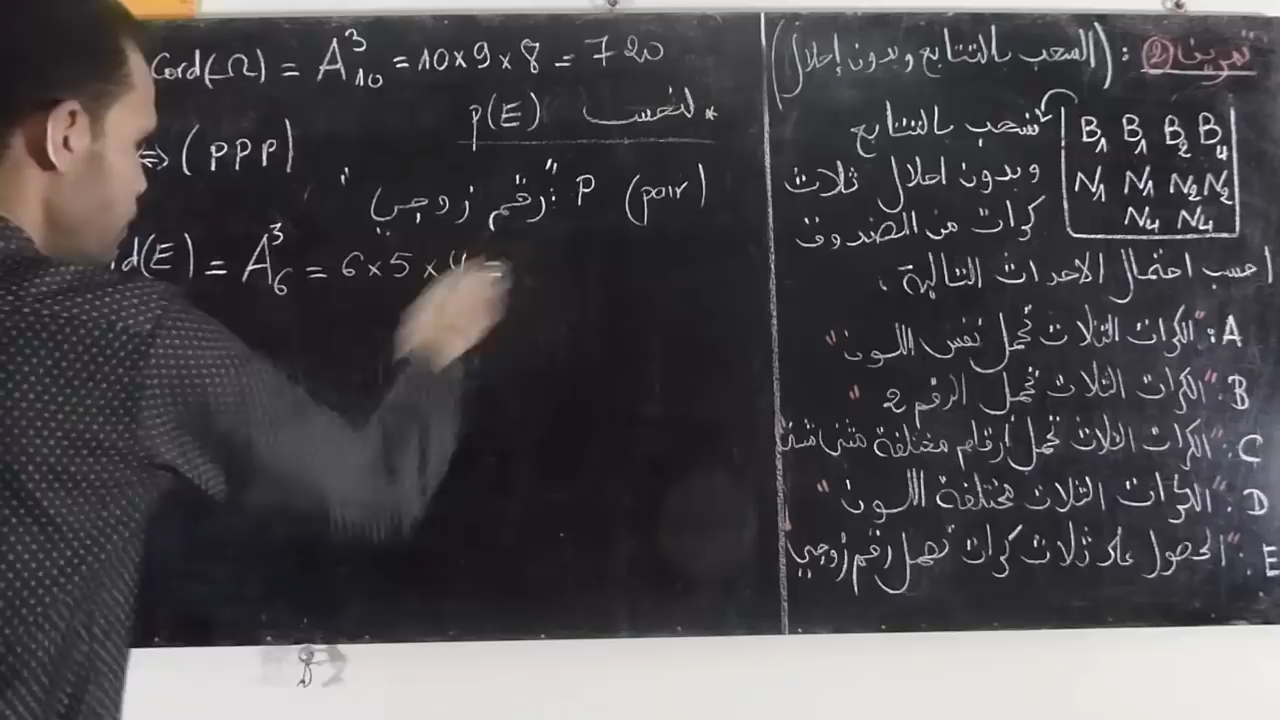 تمرين ② : (السحب بالتتابع وبدون إحلال)
B₁ B₁ B₂ B₄
N₁ N₁ N₂ N₂
N₄ N₄
نسحب بالتتابع
وبدون احلال ثلاث
كرات من الصندوق
احسب احتمال الاحداث التالية :
A : "الكرات الثلاث تحمل نفس اللون"
B : "الكرات الثلاث تحمل الرقم 2"
C : "الكرات الثلاث تحمل أرقام مختلفة مثنى مثنى
D : "الكرات الثلاث مختلفة اللون"
E : "الحصول على ثلاث كرات تحمل رقم زوجي"
Card(Ω) = A³₁₀ = 10×9×8 = 720
* لنحسب p(E)
⇔ (PPP)
P (pair) : "رقم زوجي"
d(E) = A³₆ = 6×5×4 =